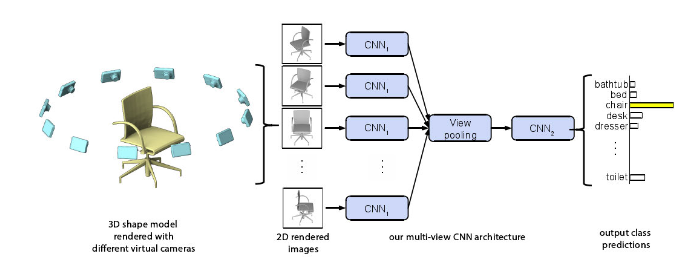 CNN1
CNN1
CNN1
CNN1
View
pooling
CNN2
bathtub
bed
chair
desk
dresser
toilet
3D shape model
rendered with
different virtual cameras
2D rendered
images
our multi-view CNN architecture
output class
predictions